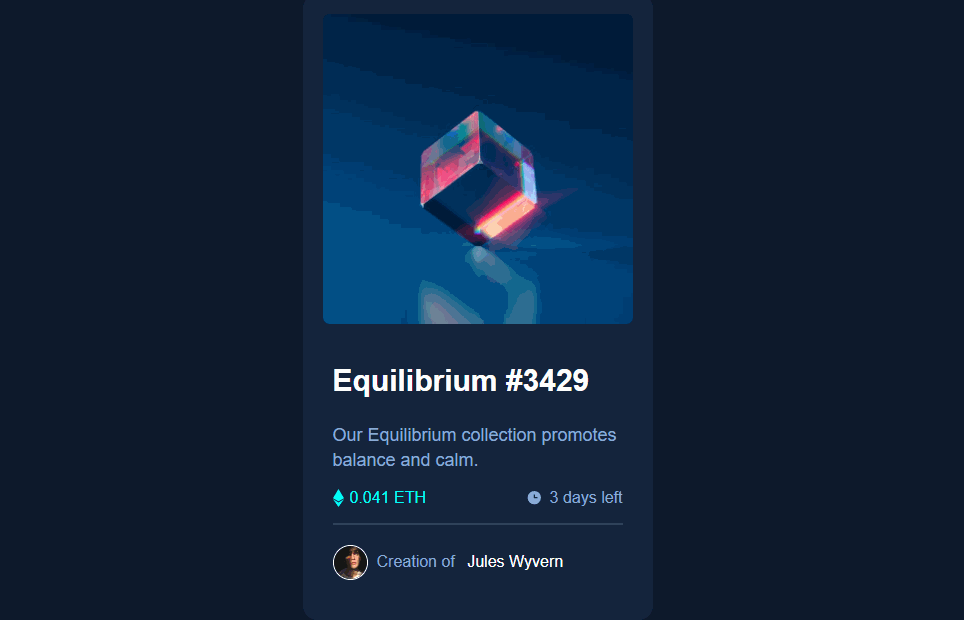 Equilibrium #3429
Our Equilibrium collection promotes
balance and calm.
0.041 ETH
3 days left
Creation of Jules Wyvern